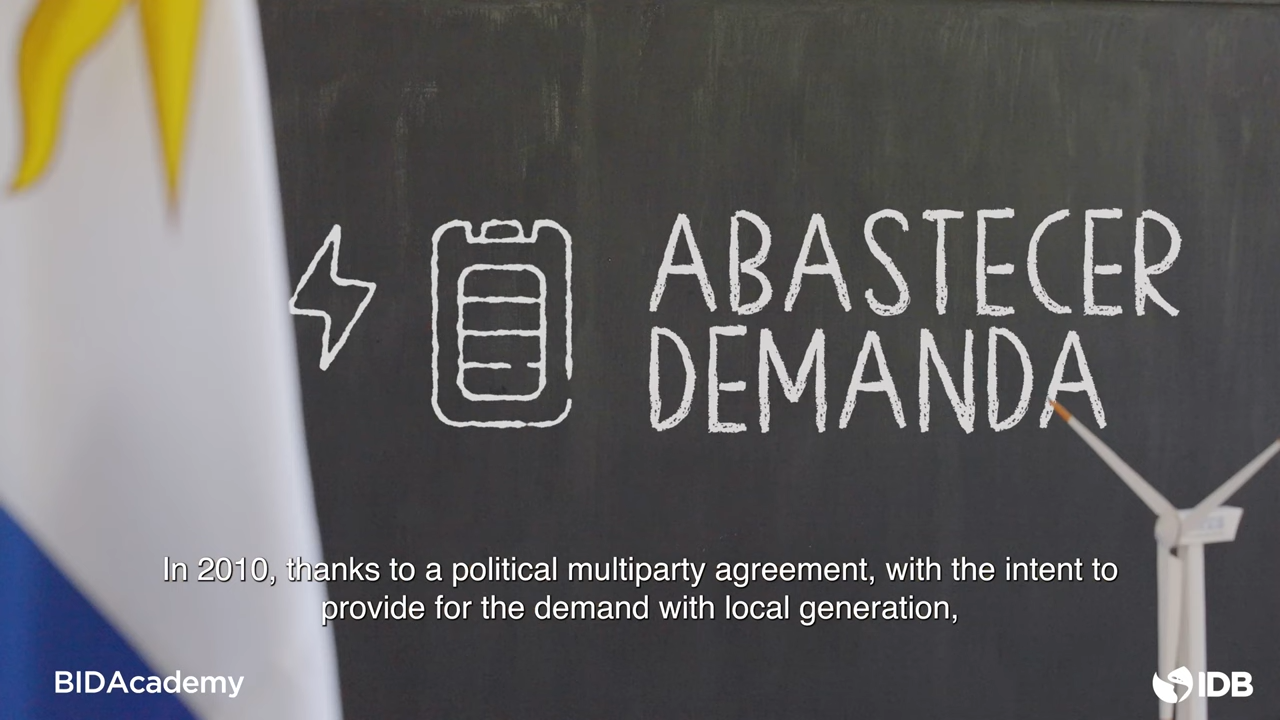 ABASTECER
DEMANDA
In 2010, thanks to a political multiparty agreement, with the intent to
provide for the demand with local generation,
BIDAcademy
IDB